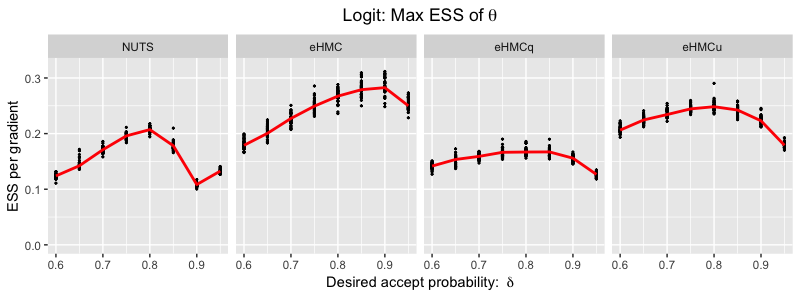 Logit: Max ESS of θ
NUTS eHMC eHMCq eHMCu
ESS per gradient
0.3
0.2
0.1
0.0
0.6 0.7 0.8 0.9 0.6 0.7 0.8 0.9 0.6 0.7 0.8 0.9 0.6 0.7 0.8 0.9
Desired accept probability: δ